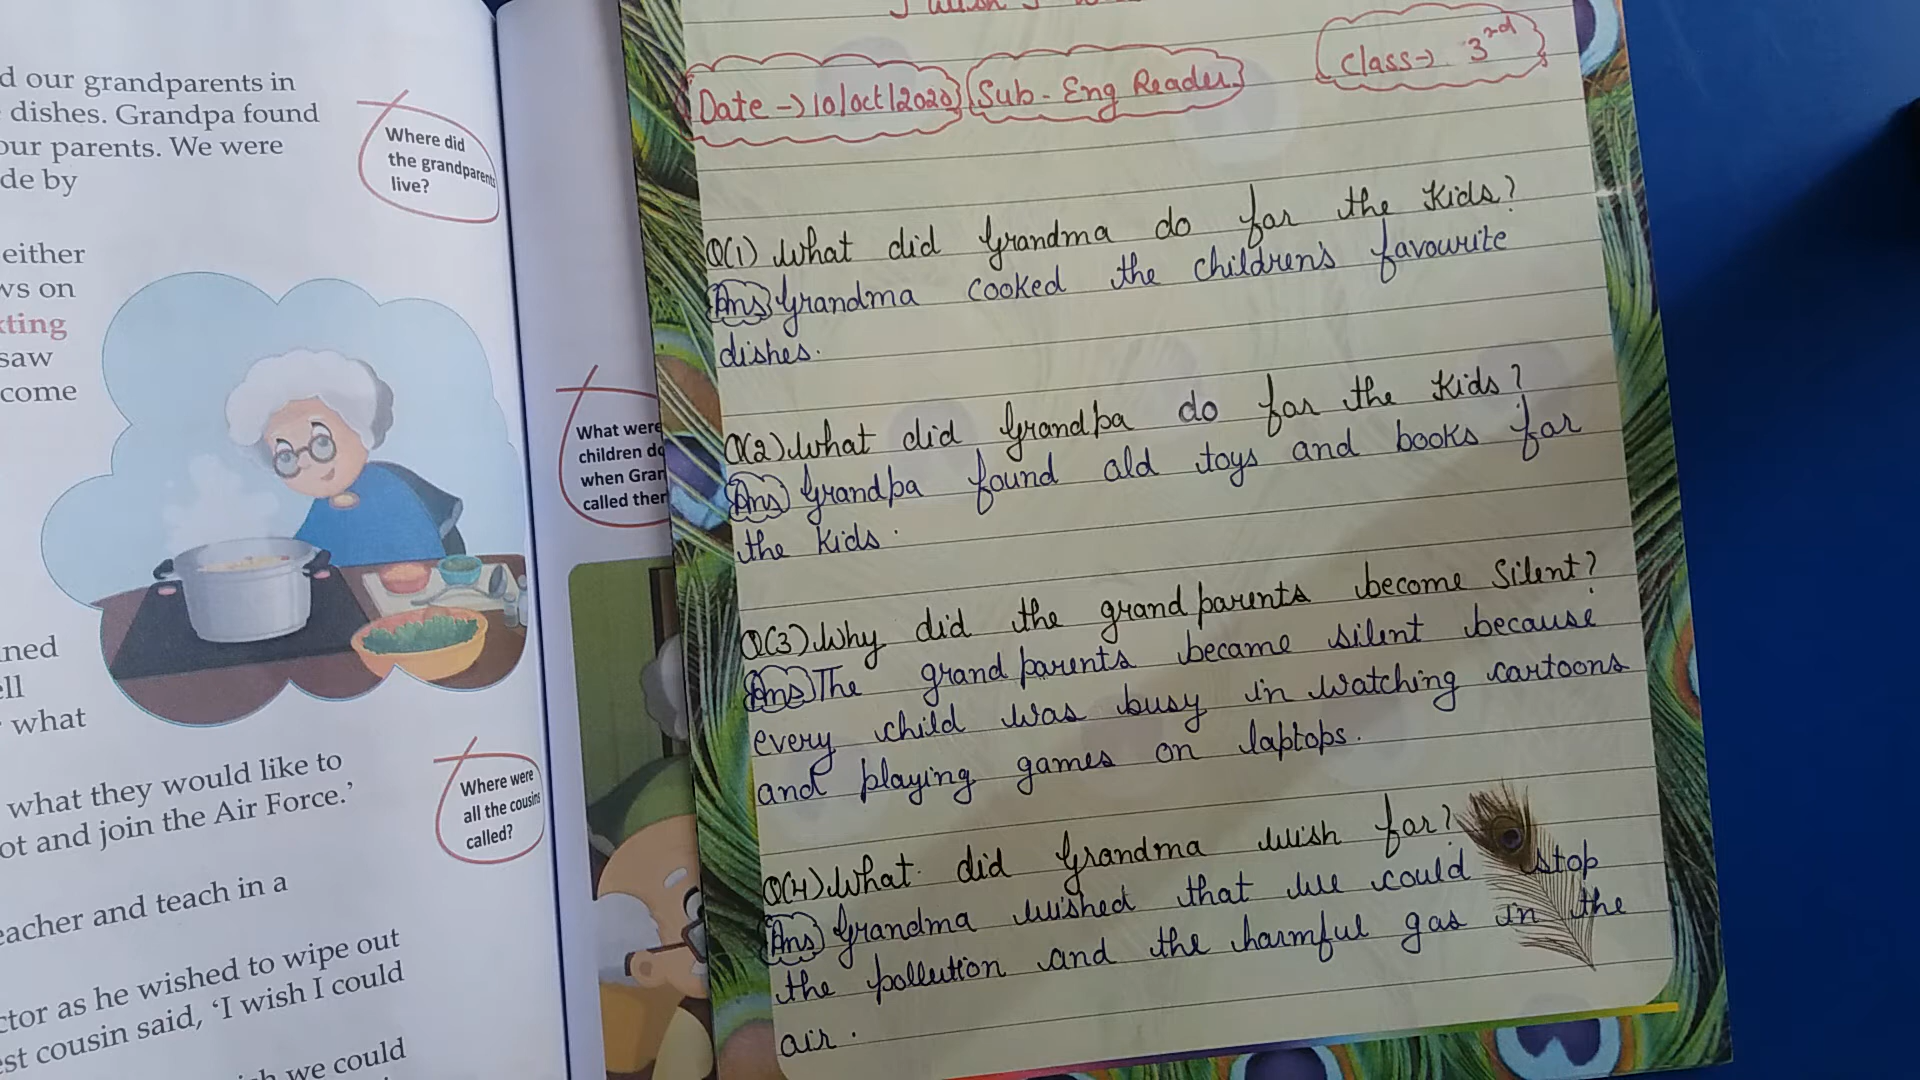 d our grandparents in
dishes. Grandpa found
our parents. We were
de by
Where did
the grandparents
live?
either
ws on
kting
saw
come
What were
children do
when Gran
called ther
ned
ell
what
what they would like to
ot and join the Air Force.'
Where were
all the cousins
called?
eacher and teach in a
ctor as he wished to wipe out
est cousin said, 'I wish I could
we could
Date → 10/oct/2020
Sub - Eng Reader
Class → 3rd
Q(1) What did Grandma do for the Kids?
Ans Grandma cooked the children's favourite
dishes.
Q(2) What did Grandpa do for the Kids?
Ans Grandpa found old toys and books for
the Kids.
Q(3) Why did the grandparents become Silent?
Ans The grandparents became silent because
every child was busy in watching cartoons
and playing games on laptops.
Q(4) What did Grandma wish for?
Ans Grandma wished that we could stop
the pollution and the harmful gas in the
air.